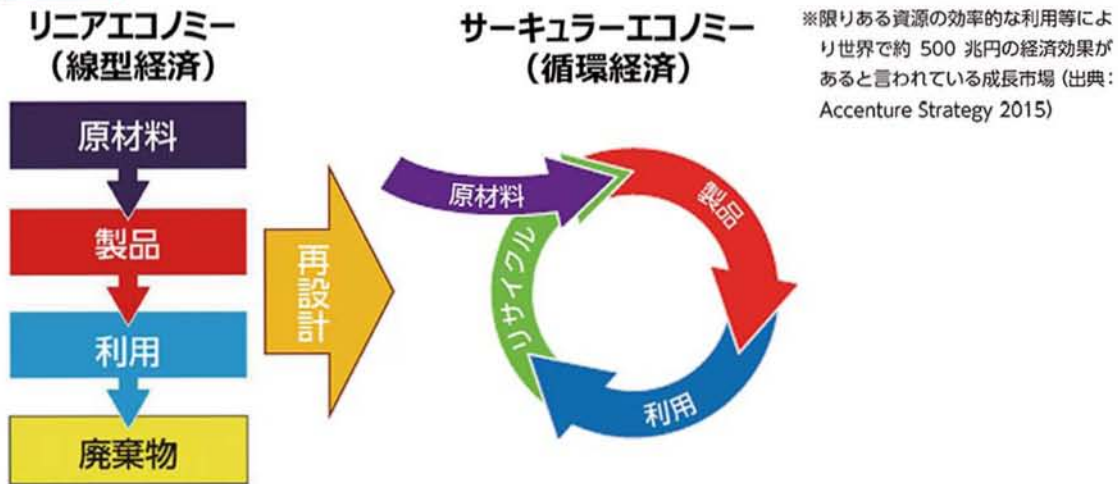 リニアエコノミー
（線型経済）
原材料
製品
利用
廃棄物
再設計
サーキュラーエコノミー
（循環経済）
原材料
製品
利用
リサイクル
※限りある資源の効率的な利用等によ
り世界で約 500 兆円の経済効果が
あると言われている成長市場（出典：
Accenture Strategy 2015)